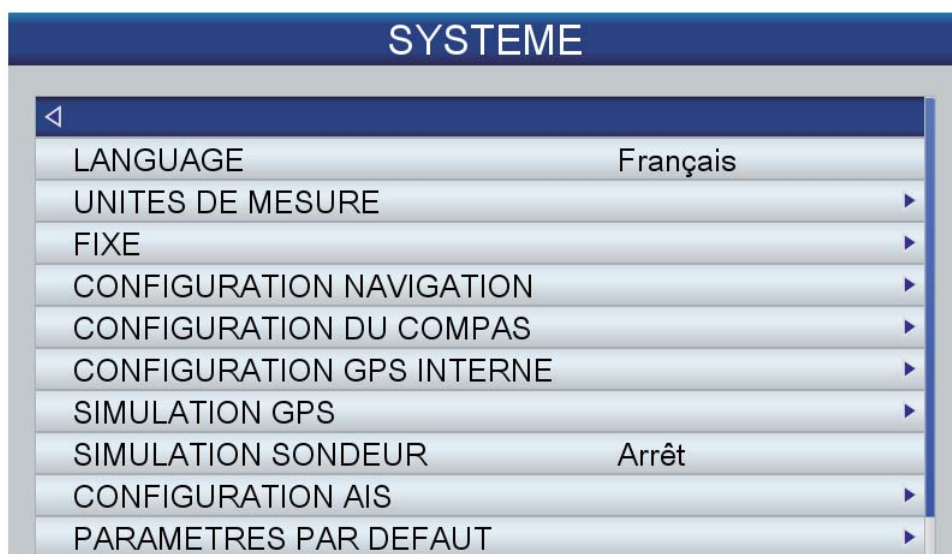 SYSTEME
LANGUAGE Français
UNITES DE MESURE
FIXE
CONFIGURATION NAVIGATION
CONFIGURATION DU COMPAS
CONFIGURATION GPS INTERNE
SIMULATION GPS
SIMULATION SONDEUR Arrêt
CONFIGURATION AIS
PARAMETRES PAR DEFAUT